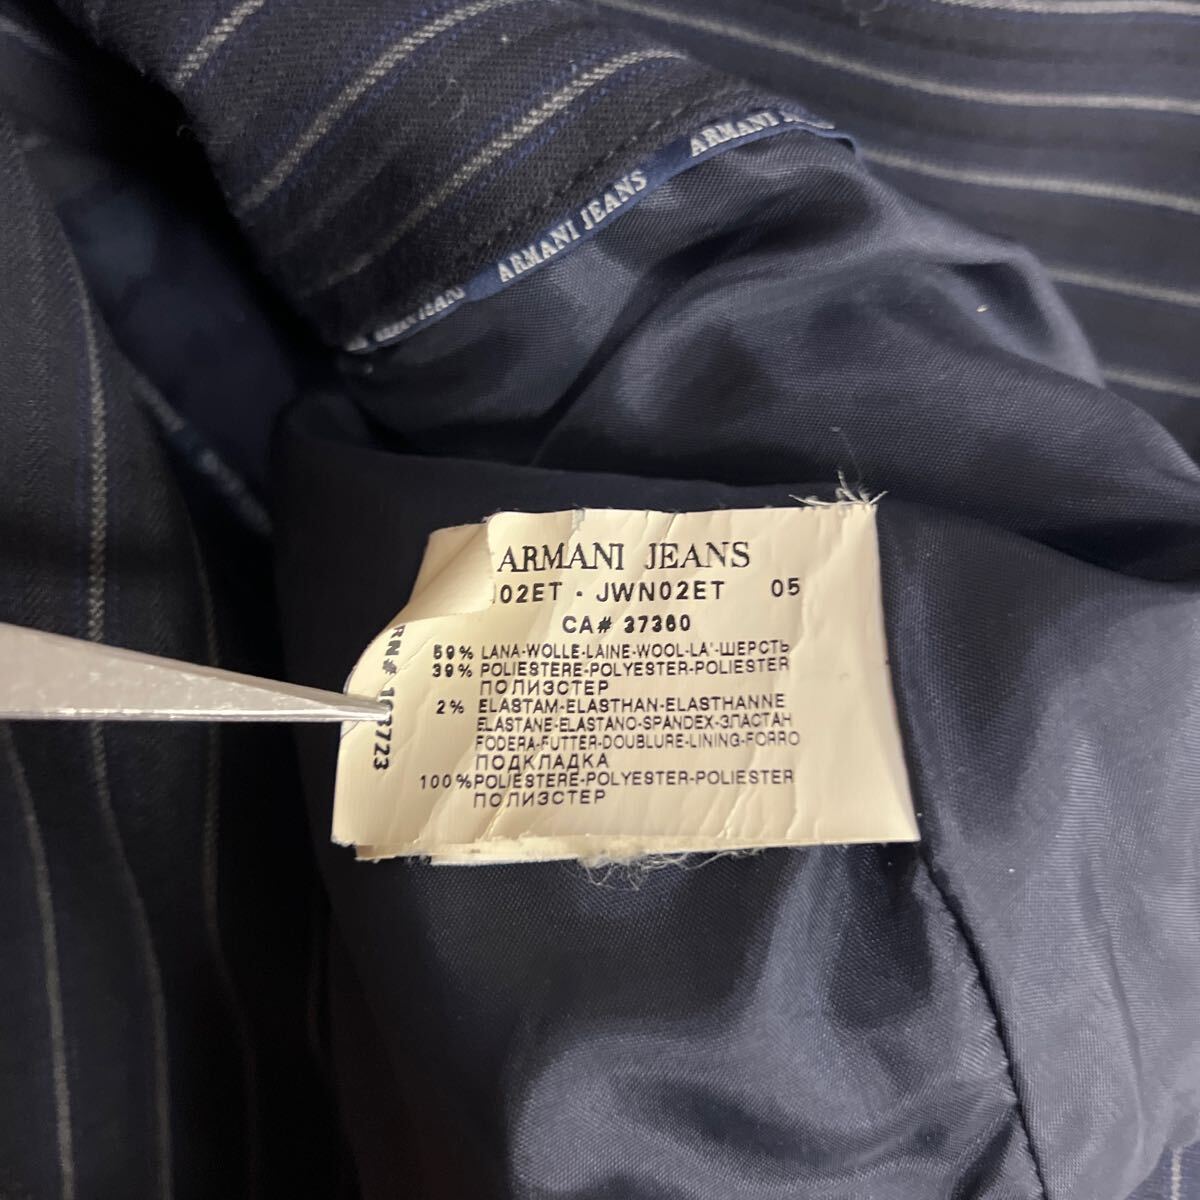 ARMANI JEANS
ARMANI JEANS
ARMANI JEANS
02ET - JWN02ET 05
CA# 37360
59% LANA-WOLLE-LAINE-WOOL-LA'-ШЕРСТЬ
39% POLIESTERE-POLYESTER-POLIESTER
ПОЛИЭСТЕР
2% ELASTAM-ELASTHAN-ELASTHANNE
ELASTANE-ELASTANO-SPANDEX-ЭЛАСТАН
FODERA-FUTTER-DOUBLURE-LINING-FORRO
ПОДКЛАДКА
100% POLIESTERE-POLYESTER-POLIESTER
ПОЛИЭСТЕР
RN# 103723